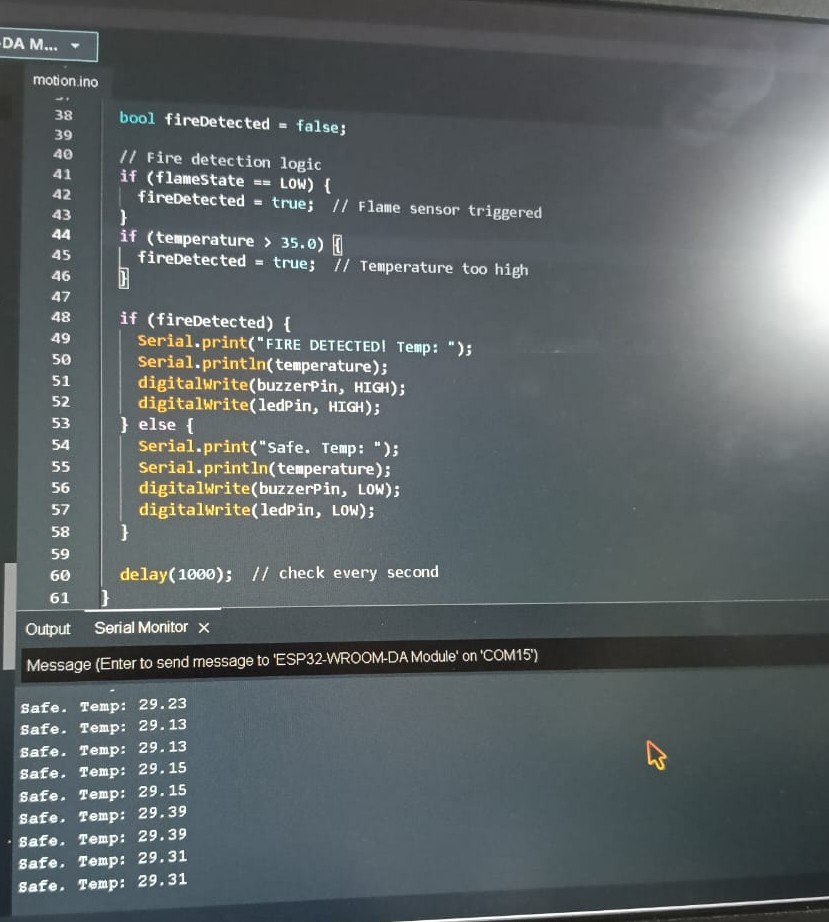 DA M...
motion.ino
38 bool fireDetected = false;
39
40 // Fire detection logic
41 if (flameState == LOW) {
42 fireDetected = true; // Flame sensor triggered
43 }
44 if (temperature > 35.0) {
45 fireDetected = true; // Temperature too high
46 }
47
48 if (fireDetected) {
49 Serial.print("FIRE DETECTED! Temp: ");
50 Serial.println(temperature);
51 digitalWrite(buzzerPin, HIGH);
52 digitalWrite(ledPin, HIGH);
53 } else {
54 Serial.print("Safe. Temp: ");
55 Serial.println(temperature);
56 digitalWrite(buzzerPin, LOW);
57 digitalWrite(ledPin, LOW);
58 }
59
60 delay(1000); // check every second
61 }
Output Serial Monitor X
Message (Enter to send message to 'ESP32-WROOM-DA Module' on 'COM15')
Safe. Temp: 29.23
Safe. Temp: 29.13
Safe. Temp: 29.13
Safe. Temp: 29.15
Safe. Temp: 29.15
Safe. Temp: 29.39
Safe. Temp: 29.39
Safe. Temp: 29.31
Safe. Temp: 29.31